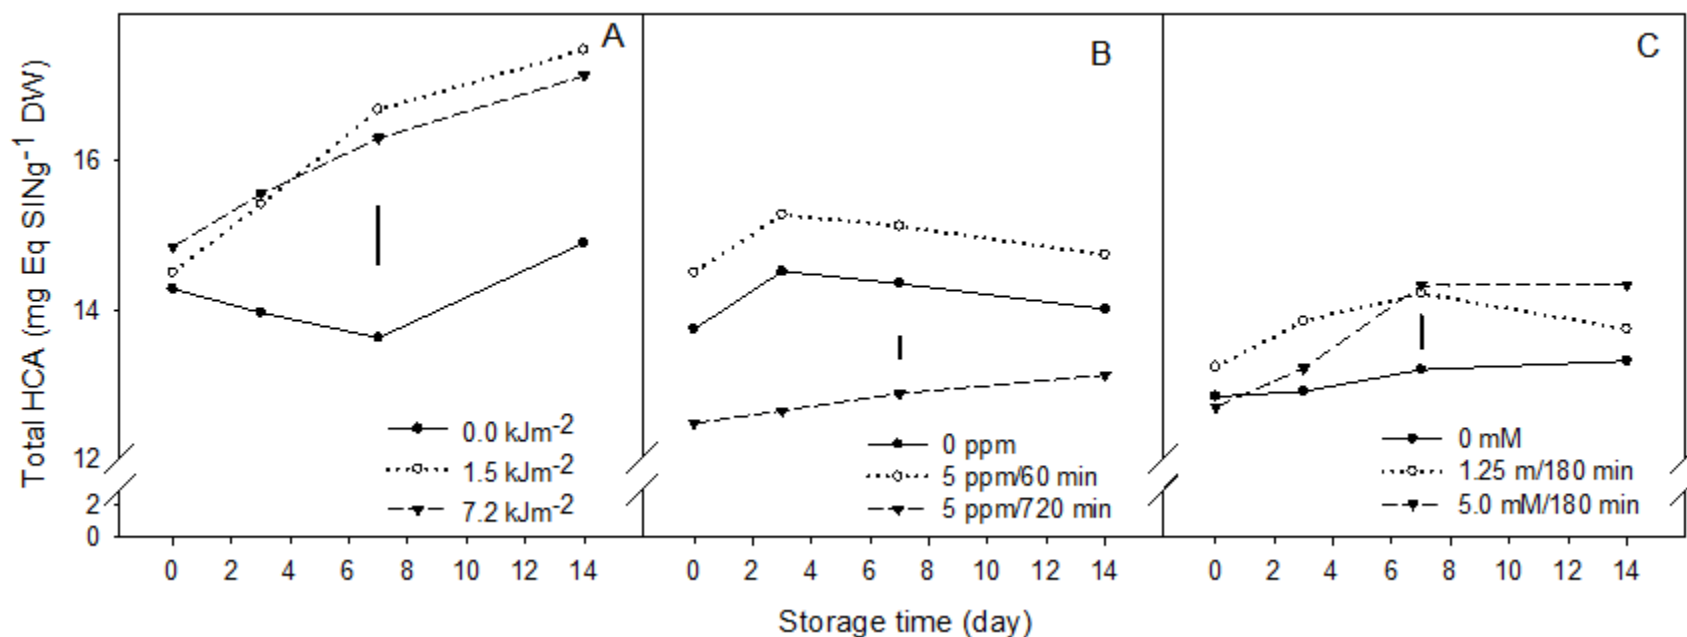 Total HCA (mg Eq SINg-1 DW)
16
14
12
2
0
A
0.0 kJm-2
1.5 kJm-2
7.2 kJm-2
0 2 4 6 8 10 12 14
B
0 ppm
5 ppm/60 min
5 ppm/720 min
0 2 4 6 8 10 12 14
C
0 mM
1.25 m/180 min
5.0 mM/180 min
0 2 4 6 8 10 12 14
Storage time (day)